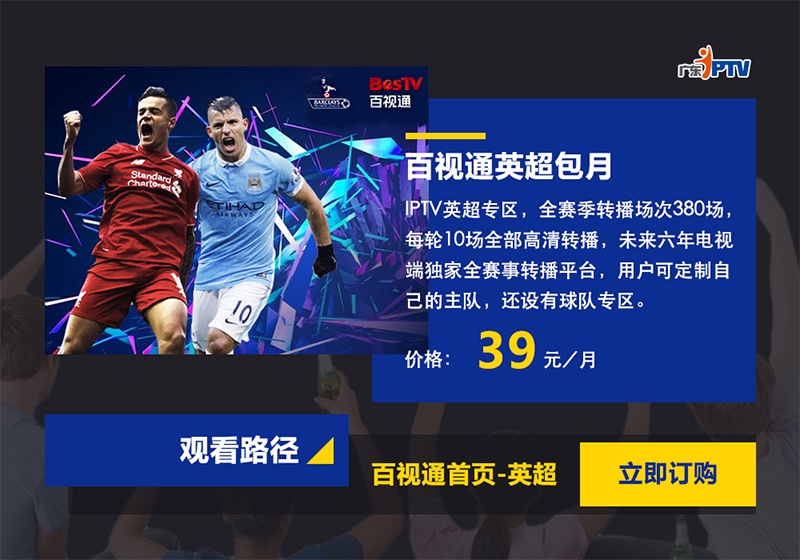 广东IPTV
BARCLAYS
BesTV
百视通
Standard
Chartered
ETIHAD
AIRWAYS
10
百视通英超包月
IPTV英超专区，全赛季转播场次380场，
每轮10场全部高清转播，未来六年电视
端独家全赛事转播平台，用户可定制自
己的主队，还设有球队专区。
价格： 39 元／月
观看路径
百视通首页-英超
立即订购